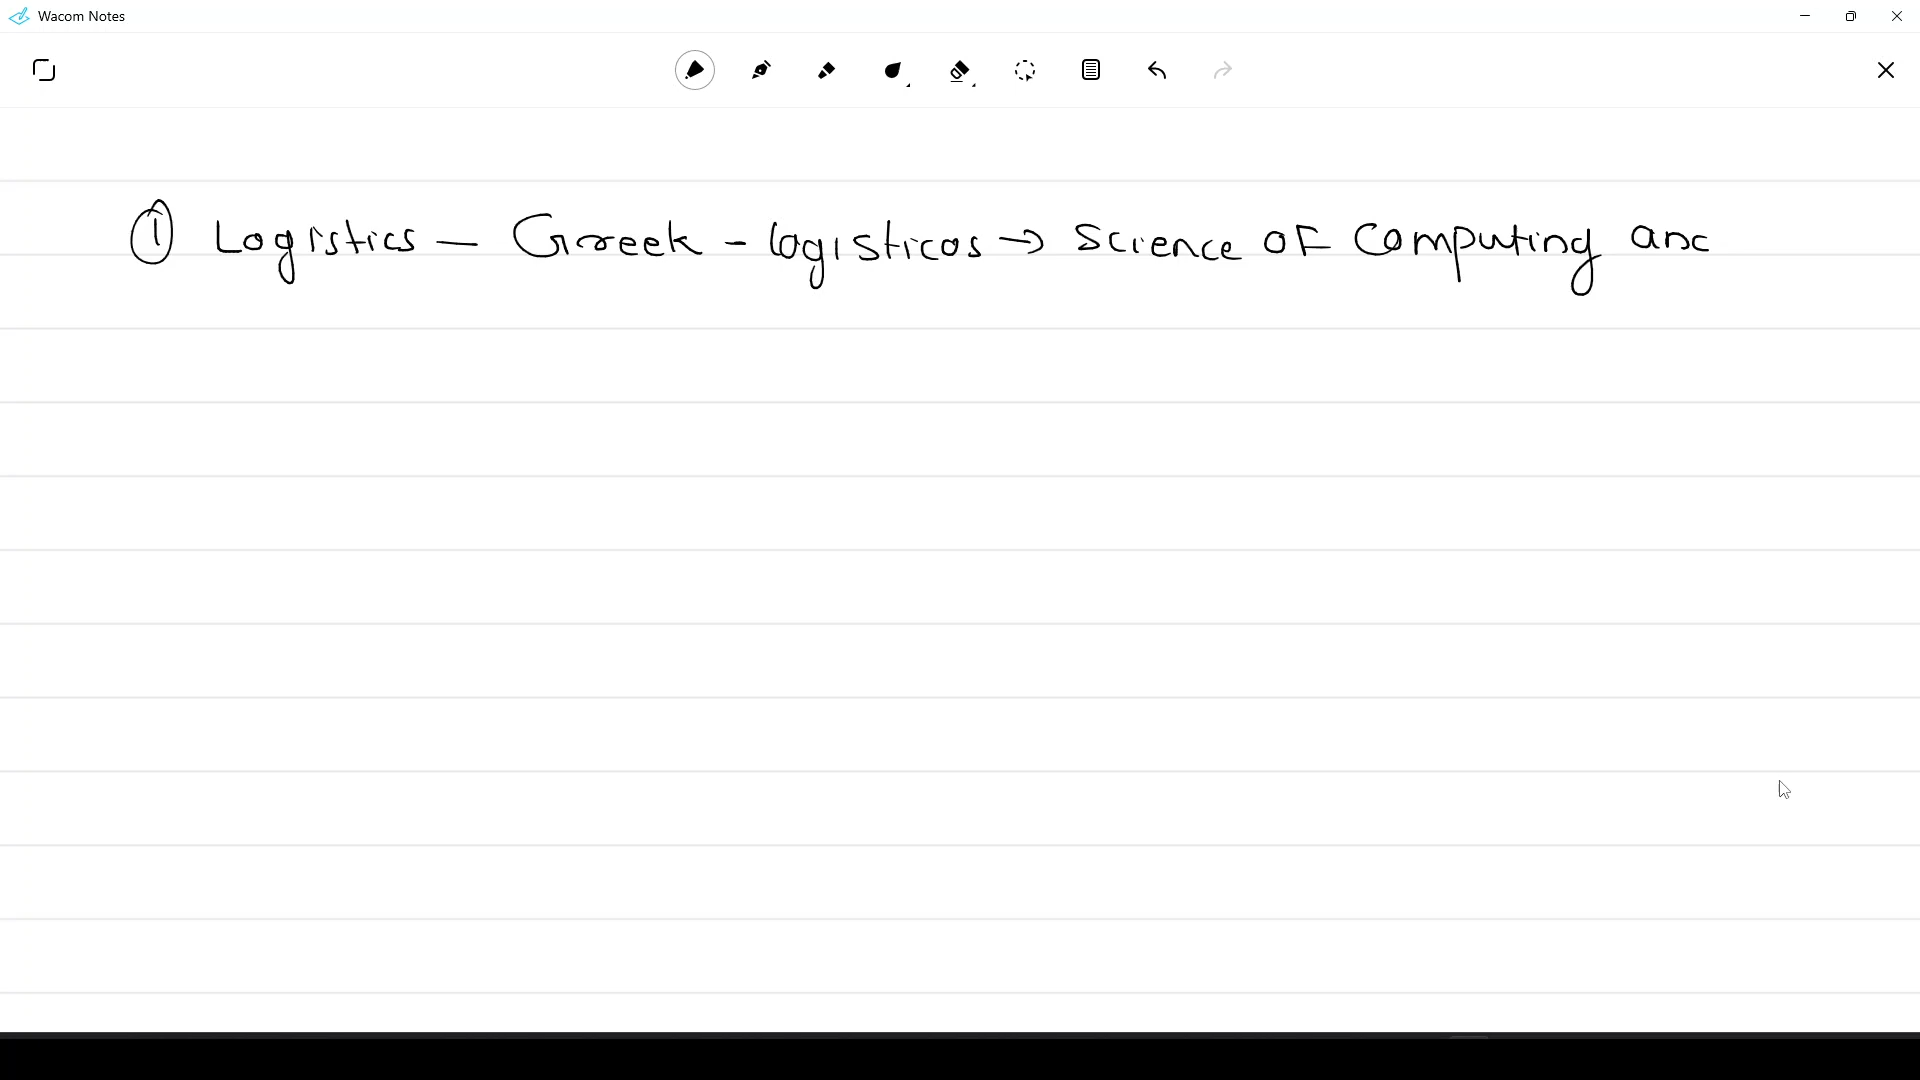 Wacom Notes
① Logistics — Greek - logisticos → Science of Computing anc